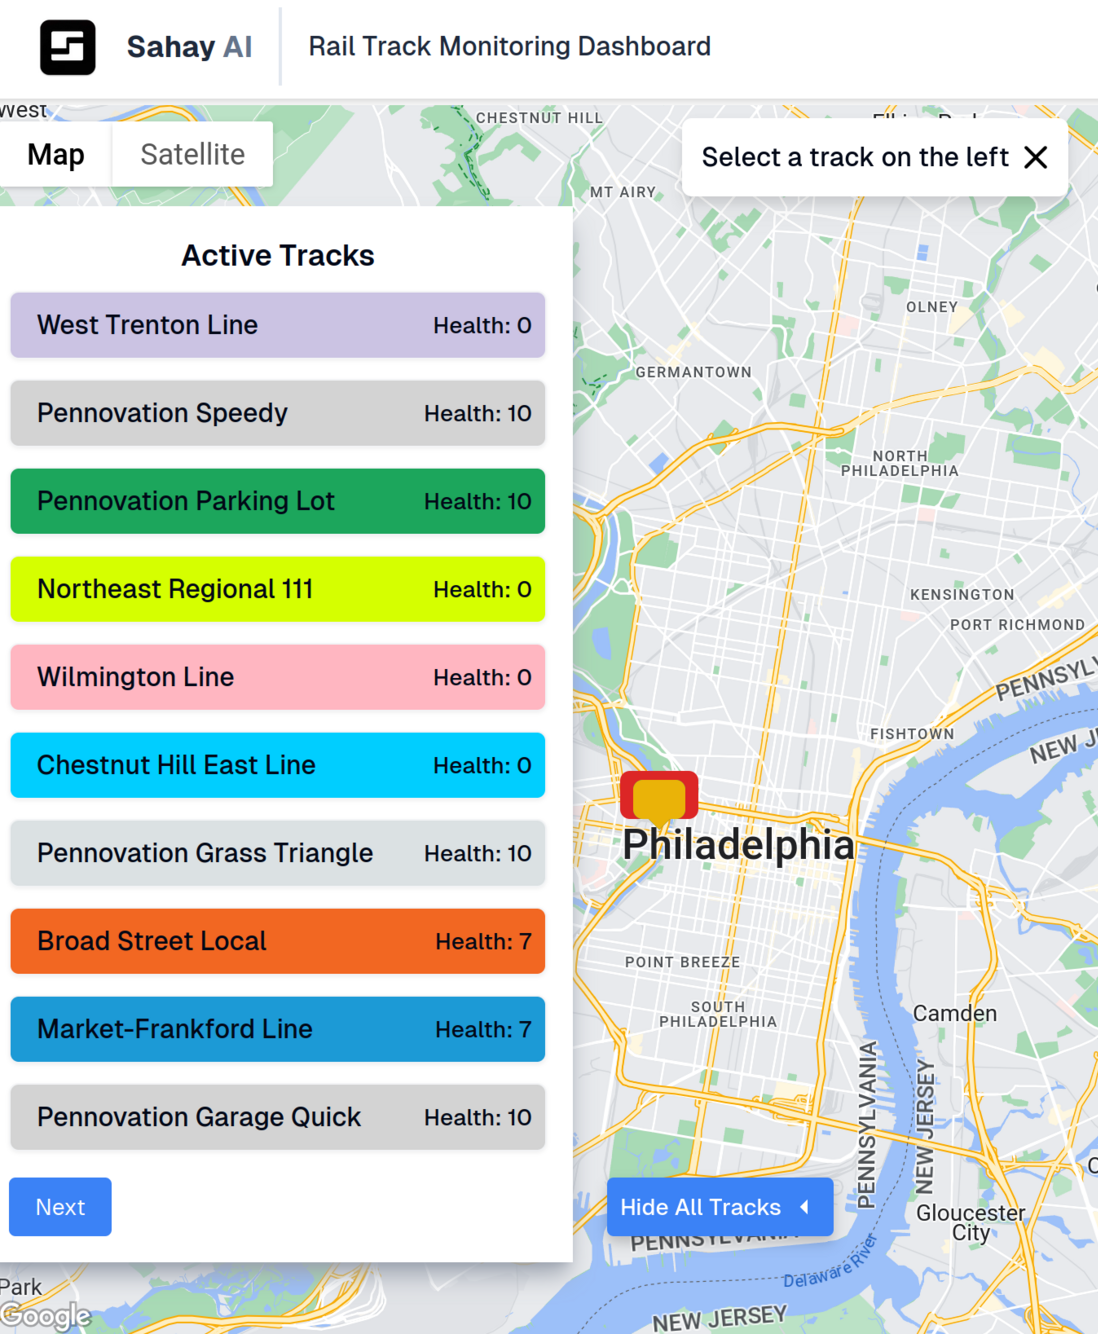 Sahay AI
Rail Track Monitoring Dashboard
West
CHESTNUT HILL
Map
Satellite
Select a track on the left
MT AIRY
Active Tracks
West Trenton Line
Health: 0
Pennovation Speedy
Health: 10
Pennovation Parking Lot
Health: 10
Northeast Regional 111
Health: 0
Wilmington Line
Health: 0
Chestnut Hill East Line
Health: 0
Pennovation Grass Triangle
Health: 10
Broad Street Local
Health: 7
Market-Frankford Line
Health: 7
Pennovation Garage Quick
Health: 10
Next
OLNEY
GERMANTOWN
NORTH
PHILADELPHIA
KENSINGTON
PORT RICHMOND
PENNSYLV
NEW J
FISHTOWN
Philadelphia
POINT BREEZE
SOUTH
PHILADELPHIA
Camden
PENNSYLVANIA
NEW JERSEY
Gloucester
City
Hide All Tracks
PENNSYLVANIA
Delaware River
NEW JERSEY
Park
Google